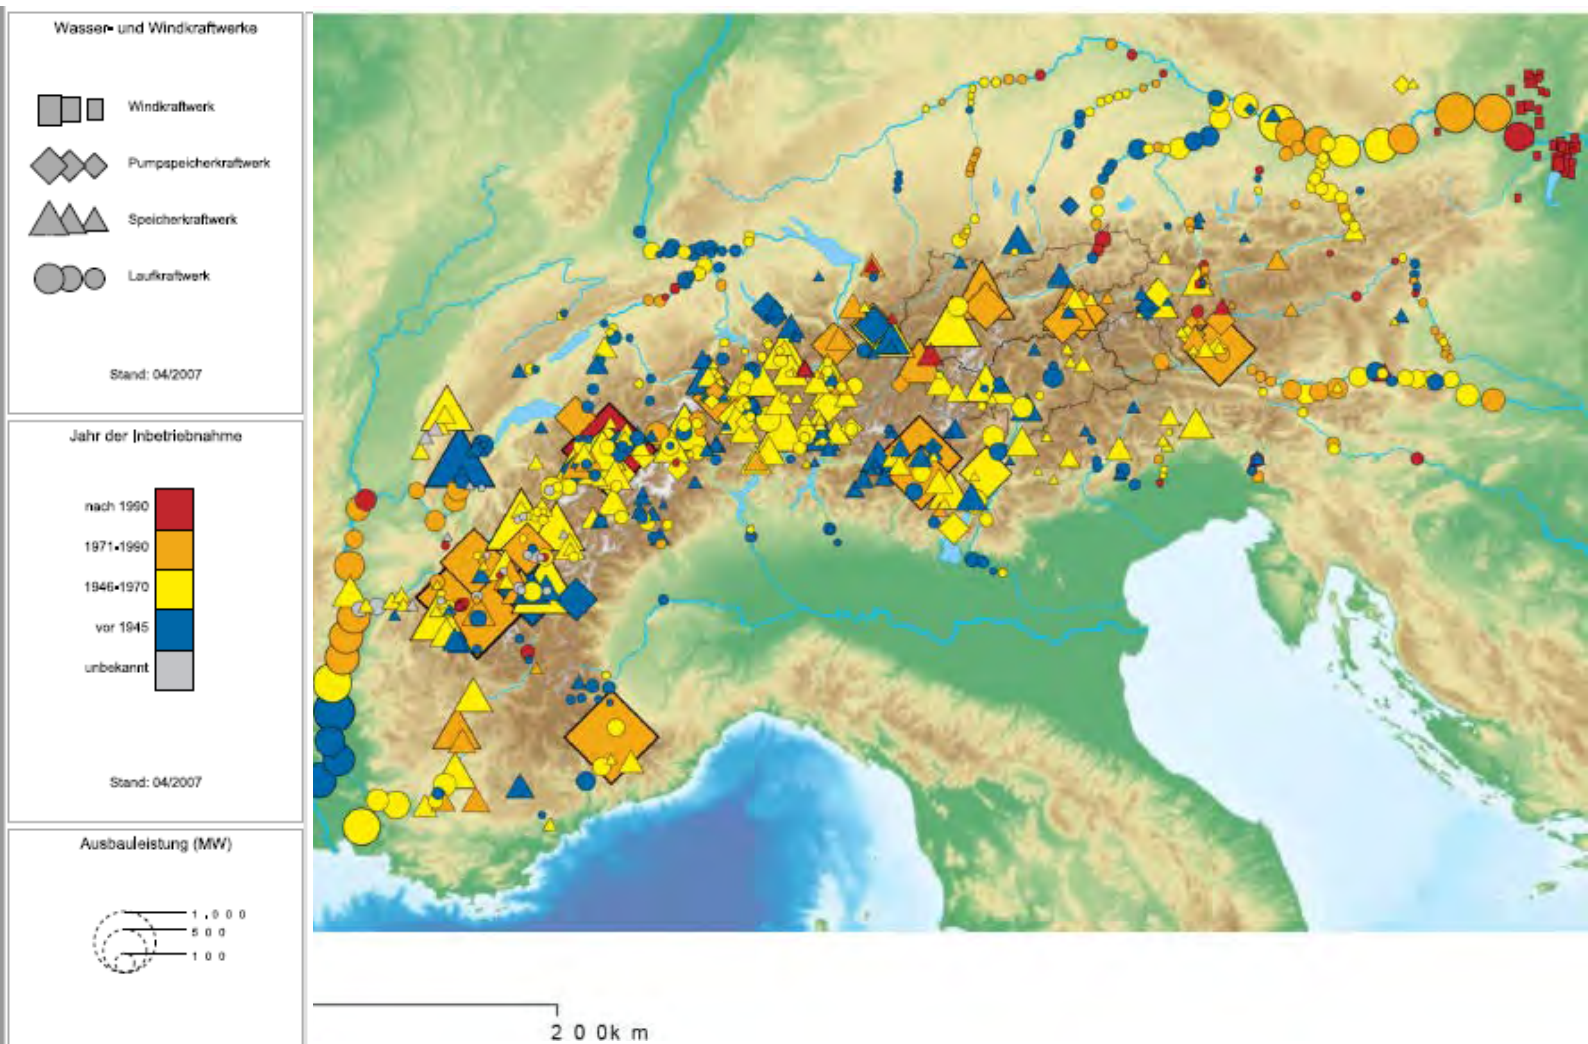 Wasser- und Windkraftwerke
Windkraftwerk
Pumpspeicherkraftwerk
Speicherkraftwerk
Laufkraftwerk
Stand: 04/2007
Jahr der Inbetriebnahme
nach 1990
1971-1990
1946-1970
vor 1945
unbekannt
Stand: 04/2007
Ausbauleistung (MW)
1,000
500
100
200km